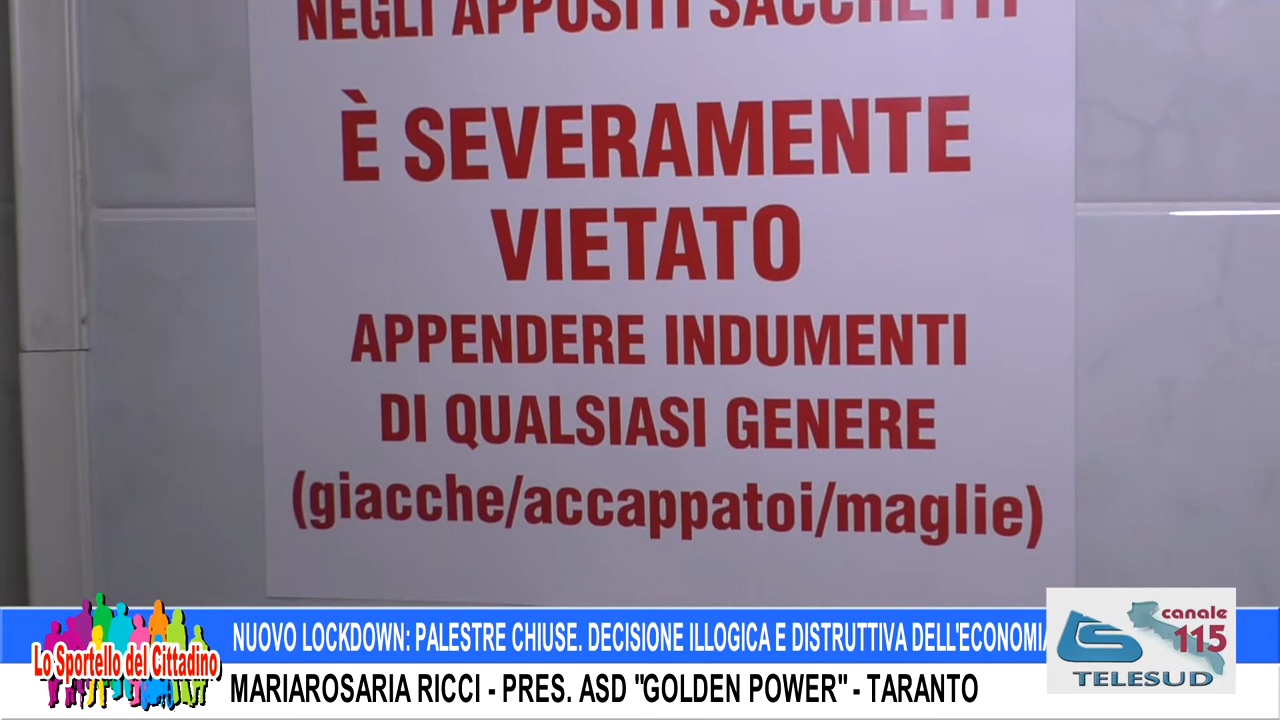 NEGLI APPOSITI SACCHETTI
È SEVERAMENTE
VIETATO
APPENDERE INDUMENTI
DI QUALSIASI GENERE
(giacche/accappatoi/maglie)
NUOVO LOCKDOWN: PALESTRE CHIUSE. DECISIONE ILLOGICA E DISTRUTTIVA DELL'ECONOMIA
Lo Sportello del Cittadino
MARIAROSARIA RICCI - PRES. ASD "GOLDEN POWER" - TARANTO
canale
115
TS
TELESUD